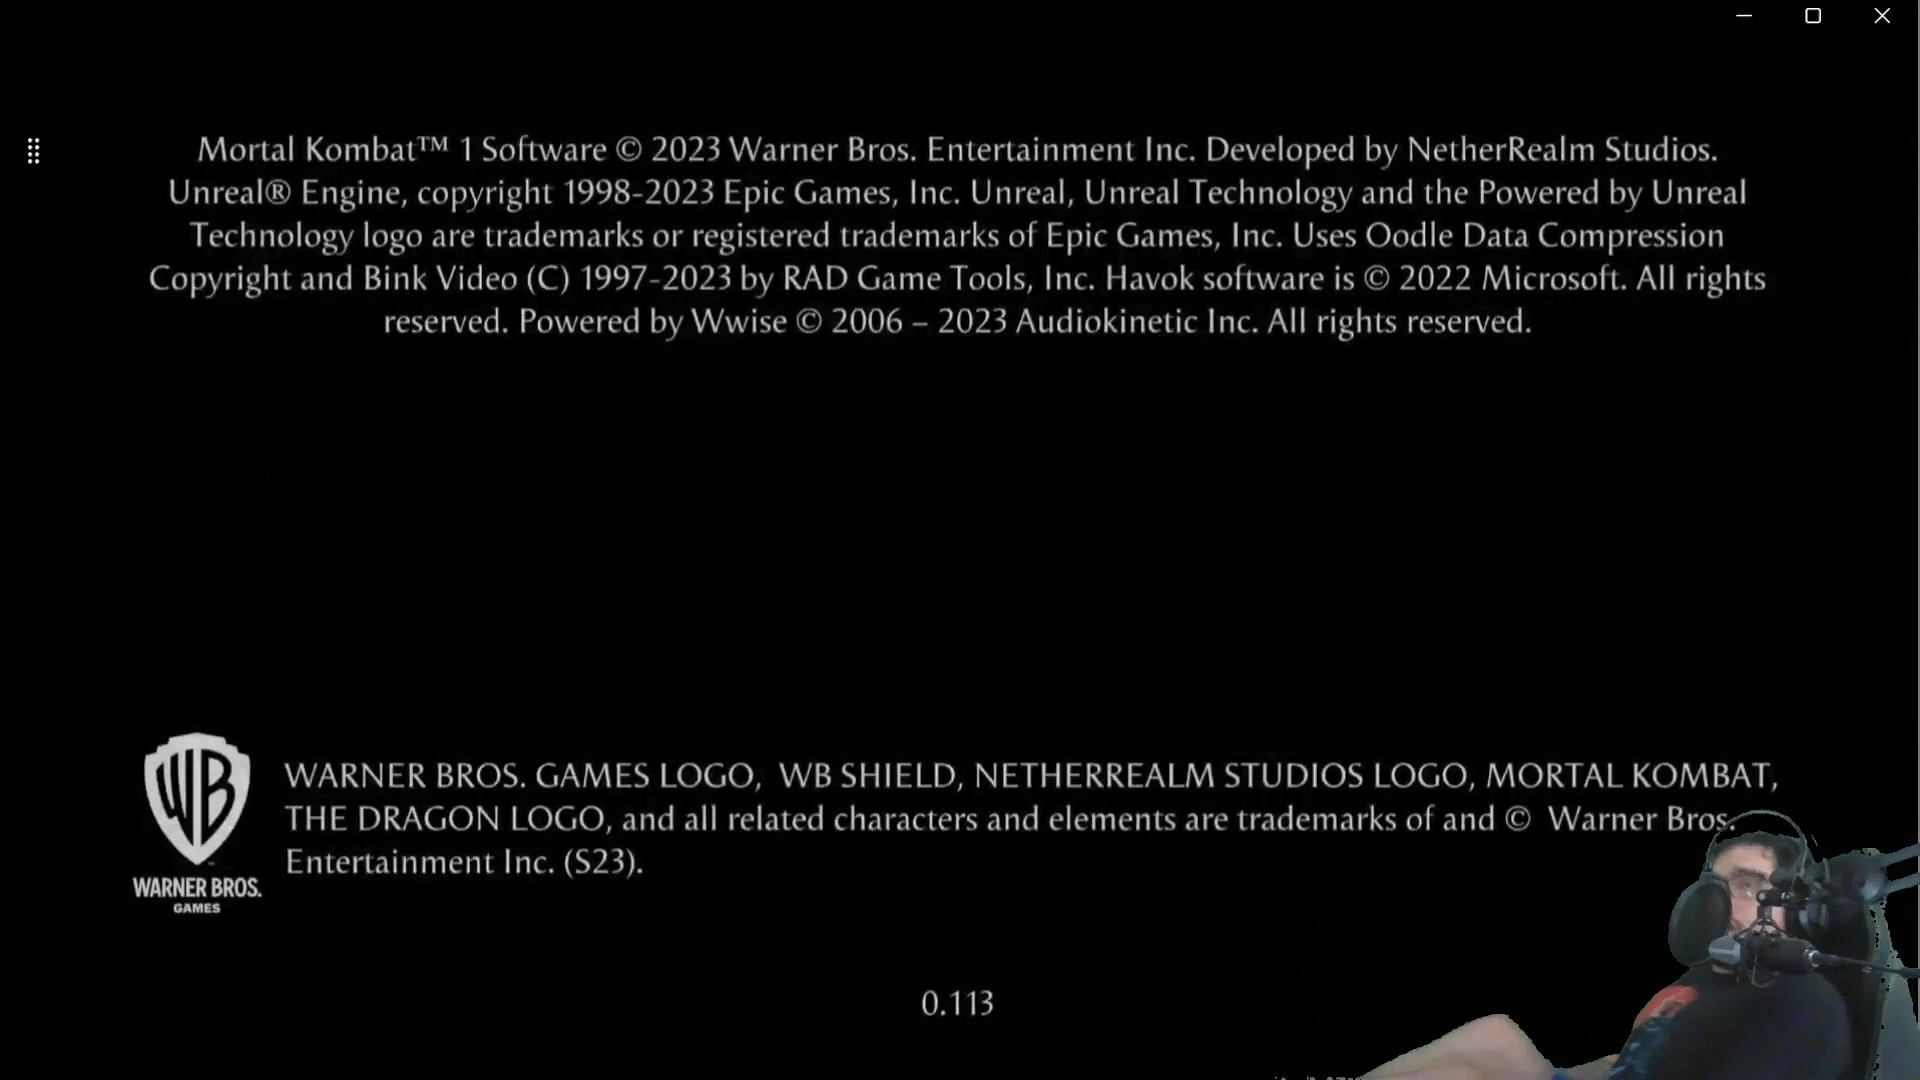 Mortal Kombat™ 1 Software © 2023 Warner Bros. Entertainment Inc. Developed by NetherRealm Studios.
Unreal® Engine, copyright 1998-2023 Epic Games, Inc. Unreal, Unreal Technology and the Powered by Unreal
Technology logo are trademarks or registered trademarks of Epic Games, Inc. Uses Oodle Data Compression
Copyright and Bink Video (C) 1997-2023 by RAD Game Tools, Inc. Havok software is © 2022 Microsoft. All rights
reserved. Powered by Wwise © 2006 – 2023 Audiokinetic Inc. All rights reserved.
WB
WARNER BROS.
GAMES
WARNER BROS. GAMES LOGO, WB SHIELD, NETHERREALM STUDIOS LOGO, MORTAL KOMBAT,
THE DRAGON LOGO, and all related characters and elements are trademarks of and © Warner Bros.
Entertainment Inc. (S23).
0.113